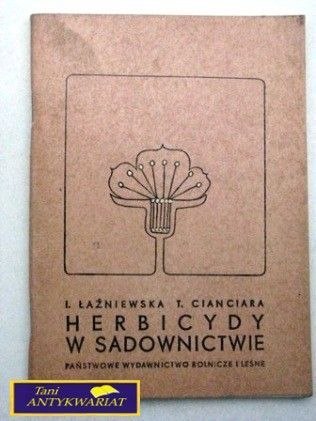 I. ŁAŹNIEWSKA T. CIANCIARA
HERBICYDY
W SADOWNICTWIE
PAŃSTWOWE WYDAWNICTWO ROLNICZE I LEŚNE
Tani
ANTYKWARIAT